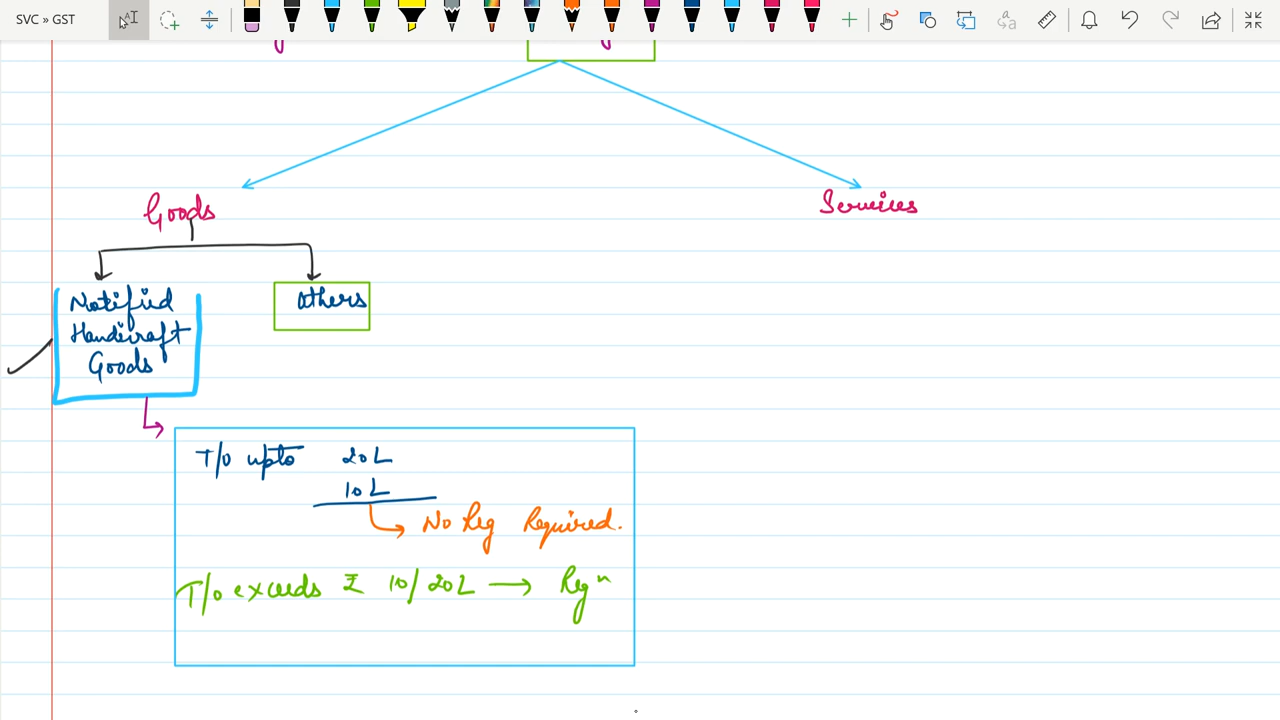 SVC » GST
Goods
Services
Notified
Handicraft
Goods
Others
T/O upto 20L
10L
No Reg Required.
T/O exceeds ₹ 10/20L → Regⁿ